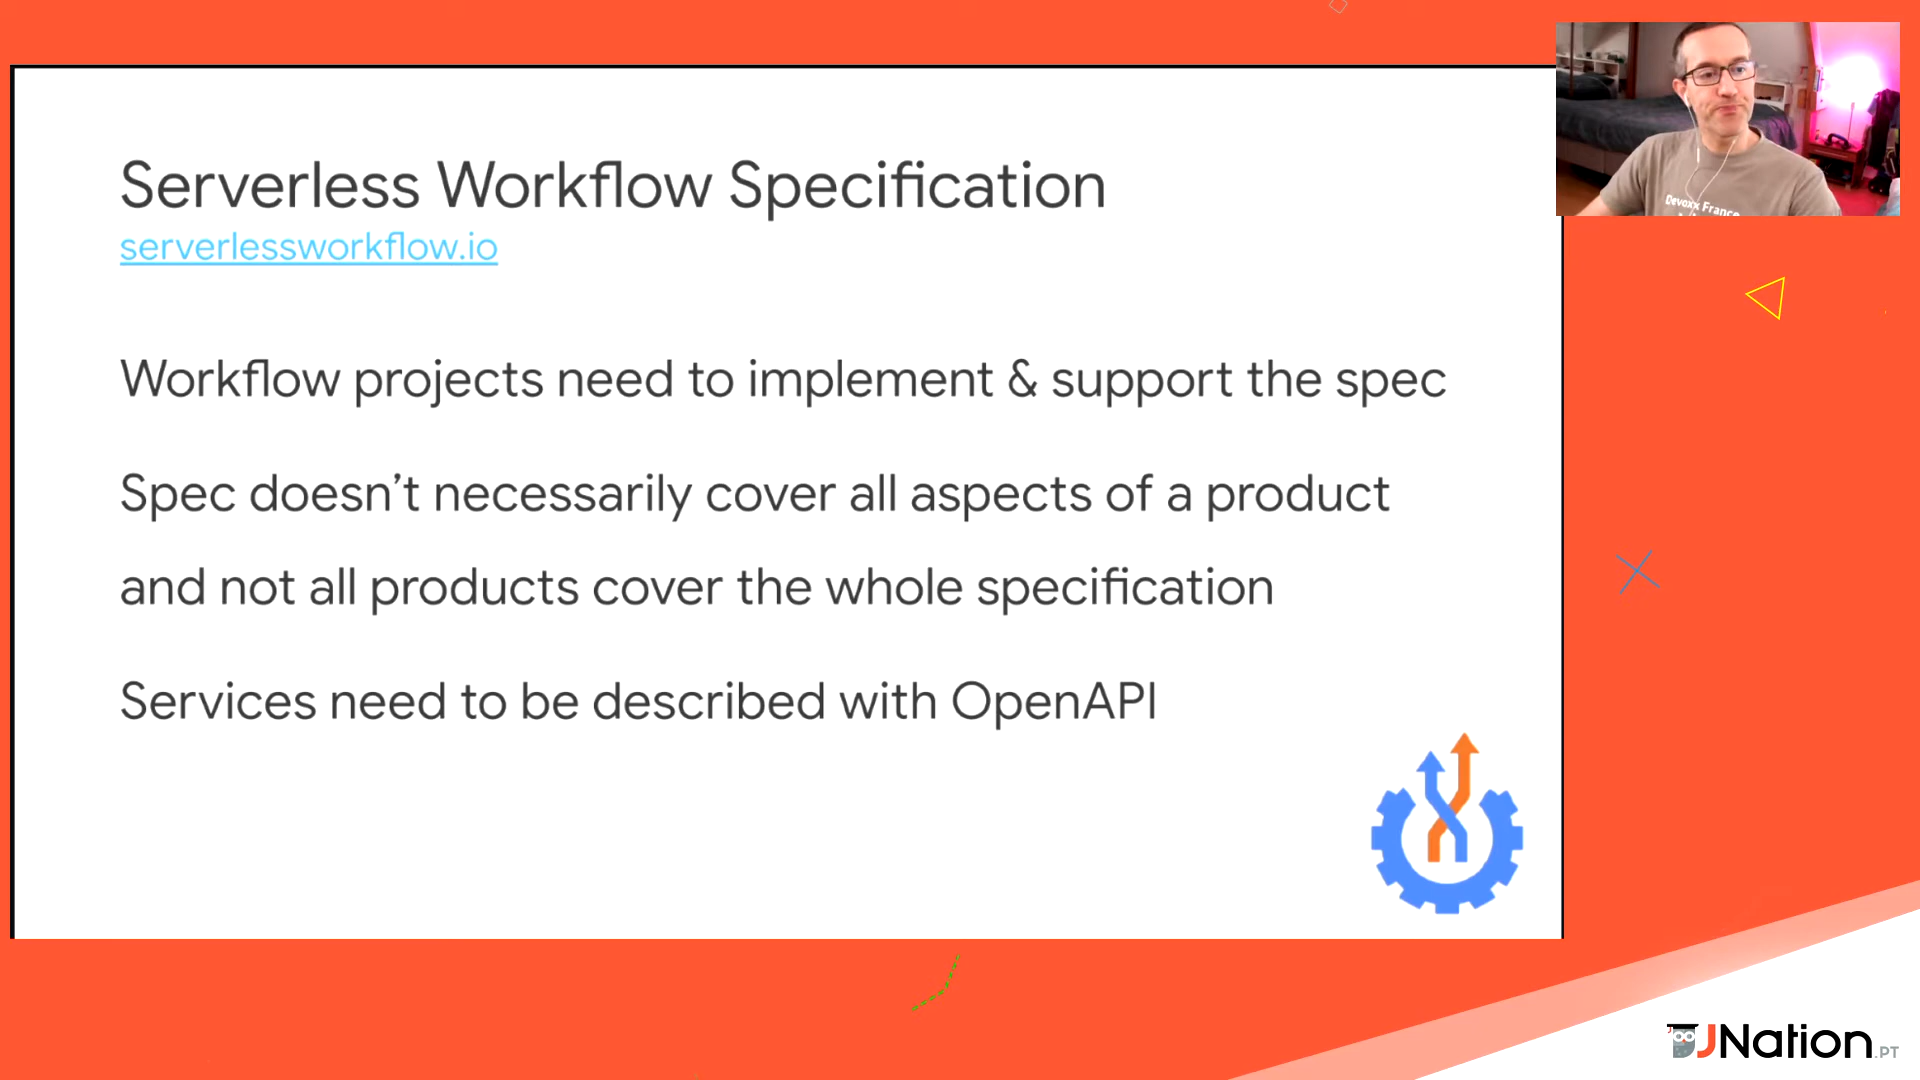 Serverless Workflow Specification
serverlessworkflow.io
Workflow projects need to implement & support the spec
Spec doesn’t necessarily cover all aspects of a product
and not all products cover the whole specification
Services need to be described with OpenAPI
Devoxx France
JNation.PT